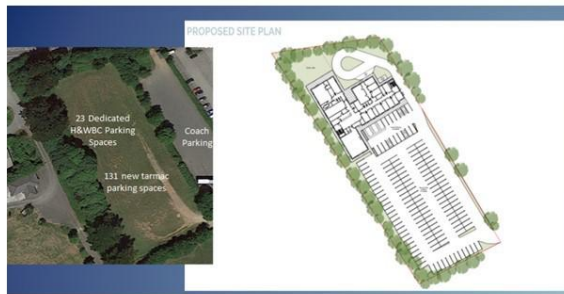 PROPOSED SITE PLAN
23 Dedicated
H&WBC Parking
Spaces
Coach
Parking
131 new tarmac
parking spaces